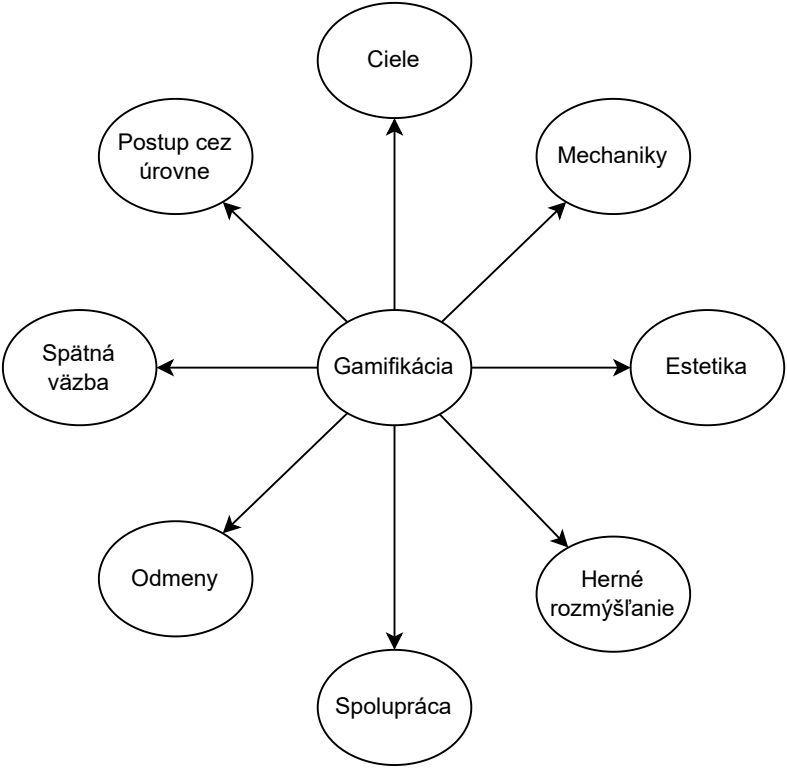 Ciele
Postup cez
úrovne
Mechaniky
Spätná
väzba
Gamifikácia
Estetika
Odmeny
Herné
rozmýšľanie
Spolupráca